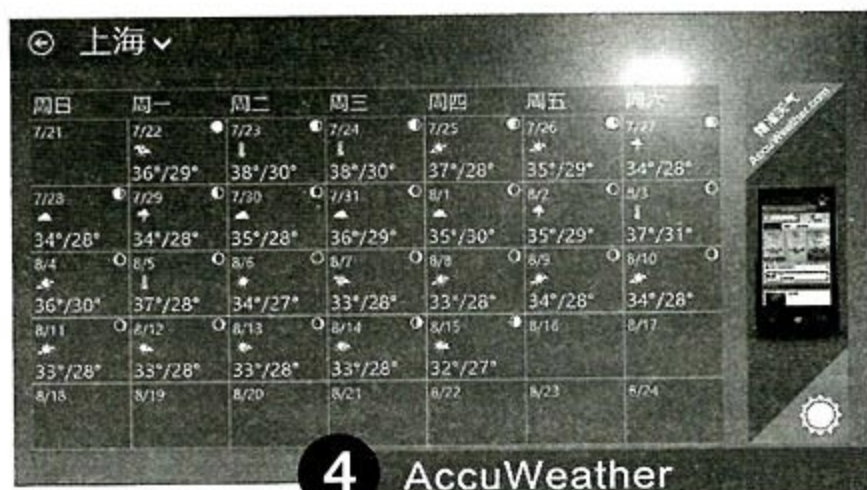 上海
周日 周一 周二 周三 周四 周五 周六
7/21 7/22 7/23 7/24 7/25 7/26 7/27
36°/29° 38°/30° 38°/30° 37°/28° 35°/29° 34°/28°
7/28 7/29 7/30 7/31 8/1 8/2 8/3
34°/28° 34°/28° 35°/28° 36°/29° 35°/30° 35°/29° 37°/31°
8/4 8/5 8/6 8/7 8/8 8/9 8/10
36°/30° 37°/28° 34°/27° 33°/28° 33°/28° 34°/28° 34°/28°
8/11 8/12 8/13 8/14 8/15 8/16 8/17
33°/28° 33°/28° 33°/28° 33°/28° 32°/27°
8/18 8/19 8/20 8/21 8/22 8/23 8/24
AccuWeather.com
4 AccuWeather